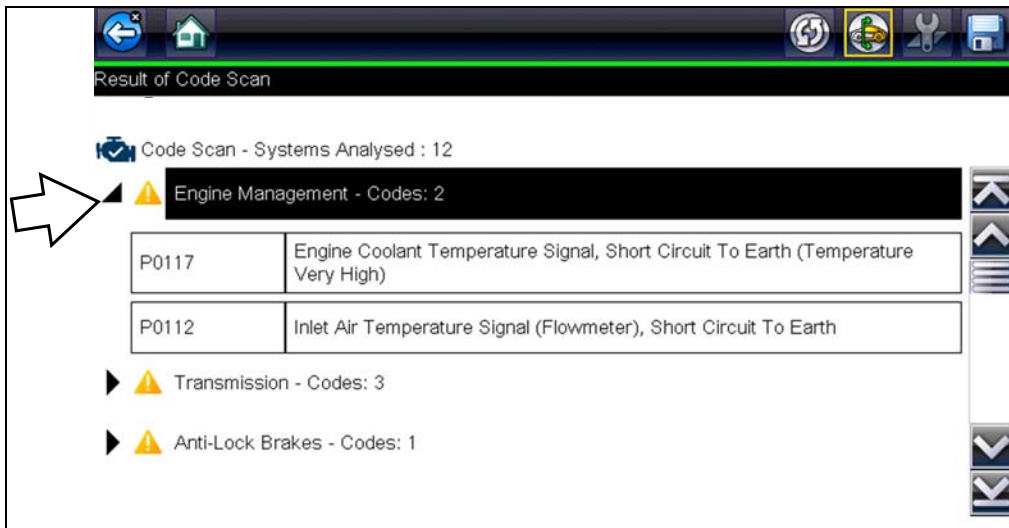 Result of Code Scan
Code Scan - Systems Analysed : 12
Engine Management - Codes: 2
P0117
Engine Coolant Temperature Signal, Short Circuit To Earth (Temperature
Very High)
P0112
Inlet Air Temperature Signal (Flowmeter), Short Circuit To Earth
Transmission - Codes: 3
Anti-Lock Brakes - Codes: 1